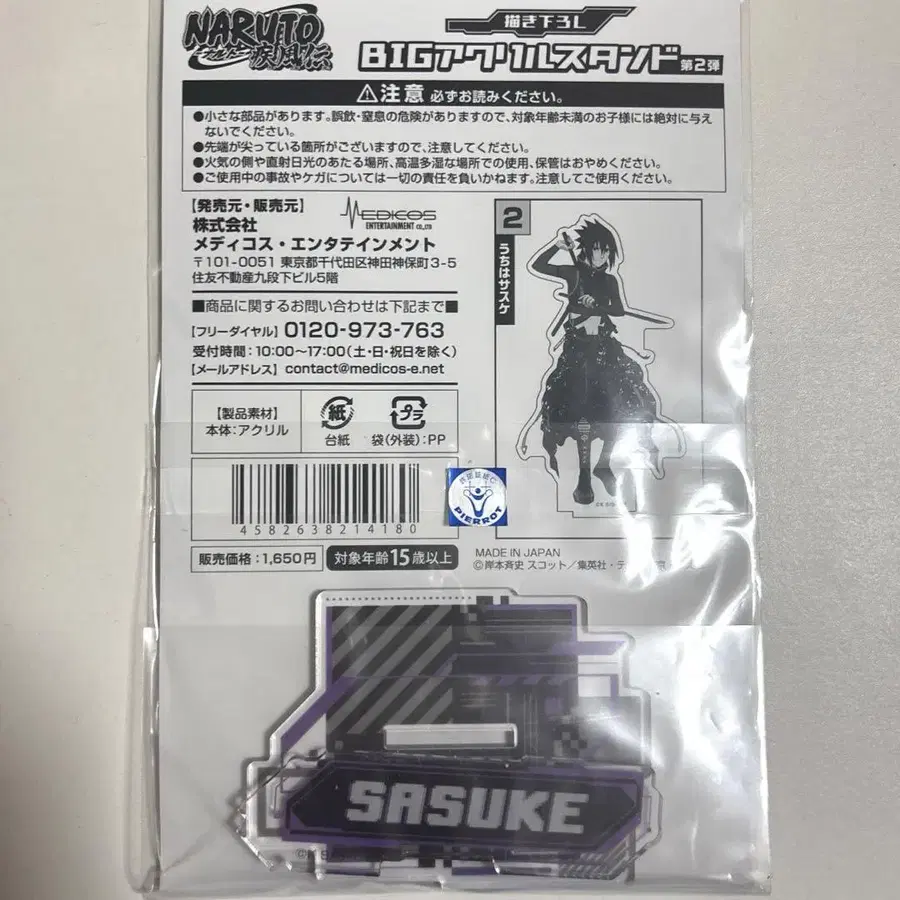 NARUTO
ーナルトー
疾風伝
描き下ろし
BIGアクリルスタンド 第2弾
⚠注意 必ずお読みください。
●小さな部品があります。誤飲・窒息の危険がありますので、対象年齢未満のお子様には絶対に与え
ないでください。
●先端が尖っている箇所がございますので、注意してください。
●火気の側や直射日光のあたる場所、高温多湿な場所での使用、保管はおやめください。
●ご使用中の事故やケガについては一切の責任を負いかねます。注意してご使用ください。
【発売元・販売元】
MEDICOS
ENTERTAINMENT CO.,LTD
株式会社
メディコス・エンタテインメント
〒101-0051 東京都千代田区神田神保町3-5
住友不動産九段下ビル5階
■商品に関するお問い合わせは下記まで■
【フリーダイヤル】0120-973-763
受付時間:10:00〜17:00(土・日・祝日を除く)
【メールアドレス】contact@medicos-e.net
2
うちはサスケ
【製品素材】
本体:アクリル
紙
台紙
プラ
袋(外装):PP
4582638214180
許諾証紙C
PIERROT
販売価格:1,650円
対象年齢15歳以上
MADE IN JAPAN
©岸本斉史 スコット/集英社・テ
SASUKE